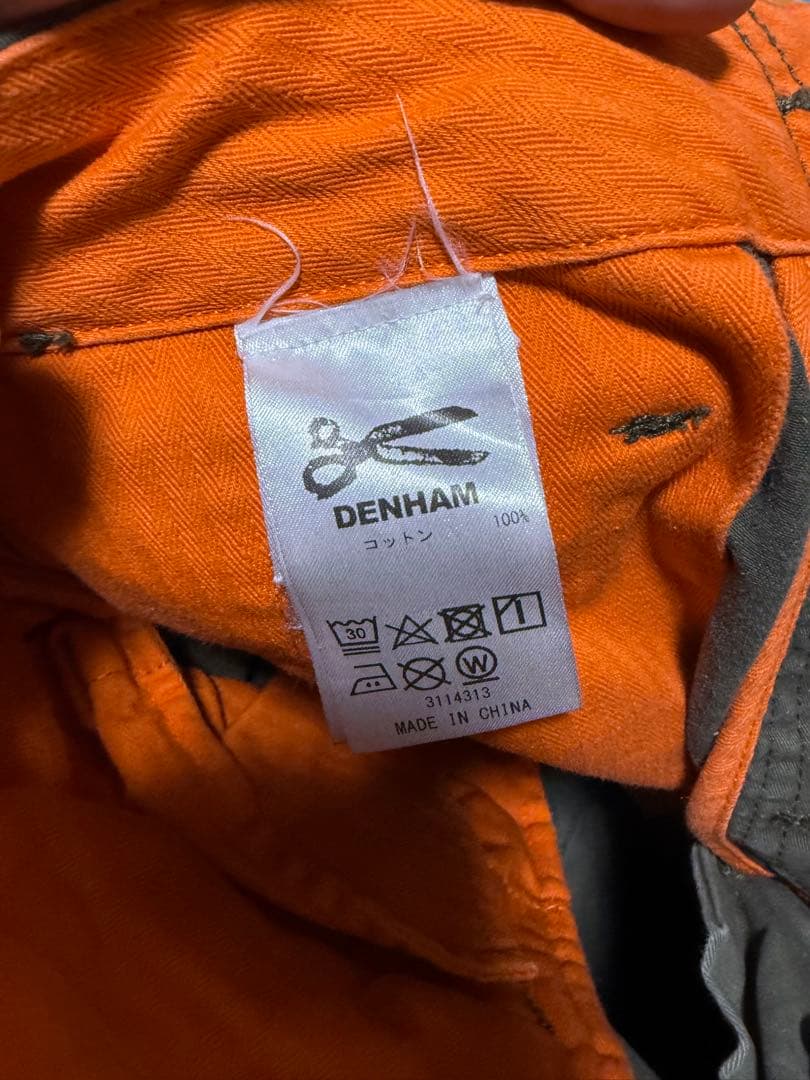 DENHAM
コットン 100%
30
W
3114313
MADE IN CHINA